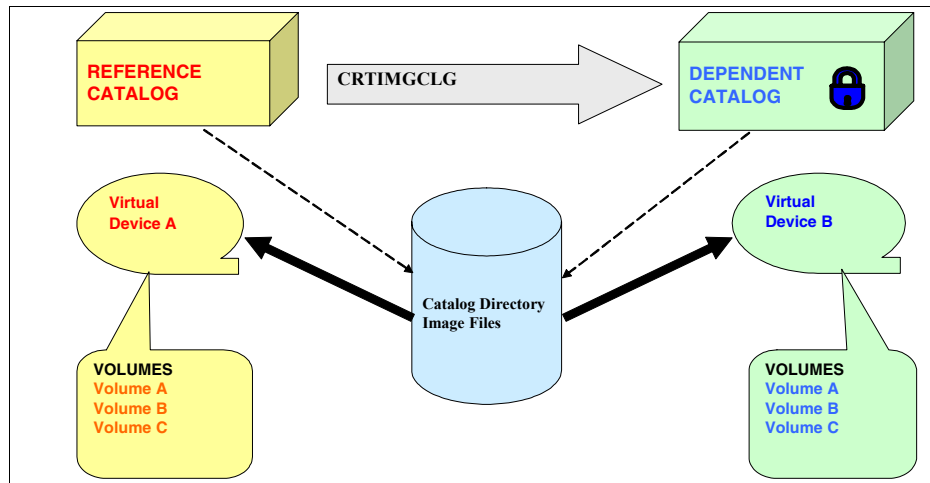 REFERENCE
CATALOG
CRTIMGCLG
DEPENDENT
CATALOG
Virtual
Device A
Virtual
Device B
Catalog Directory
Image Files
VOLUMES
Volume A
Volume B
Volume C
VOLUMES
Volume A
Volume B
Volume C